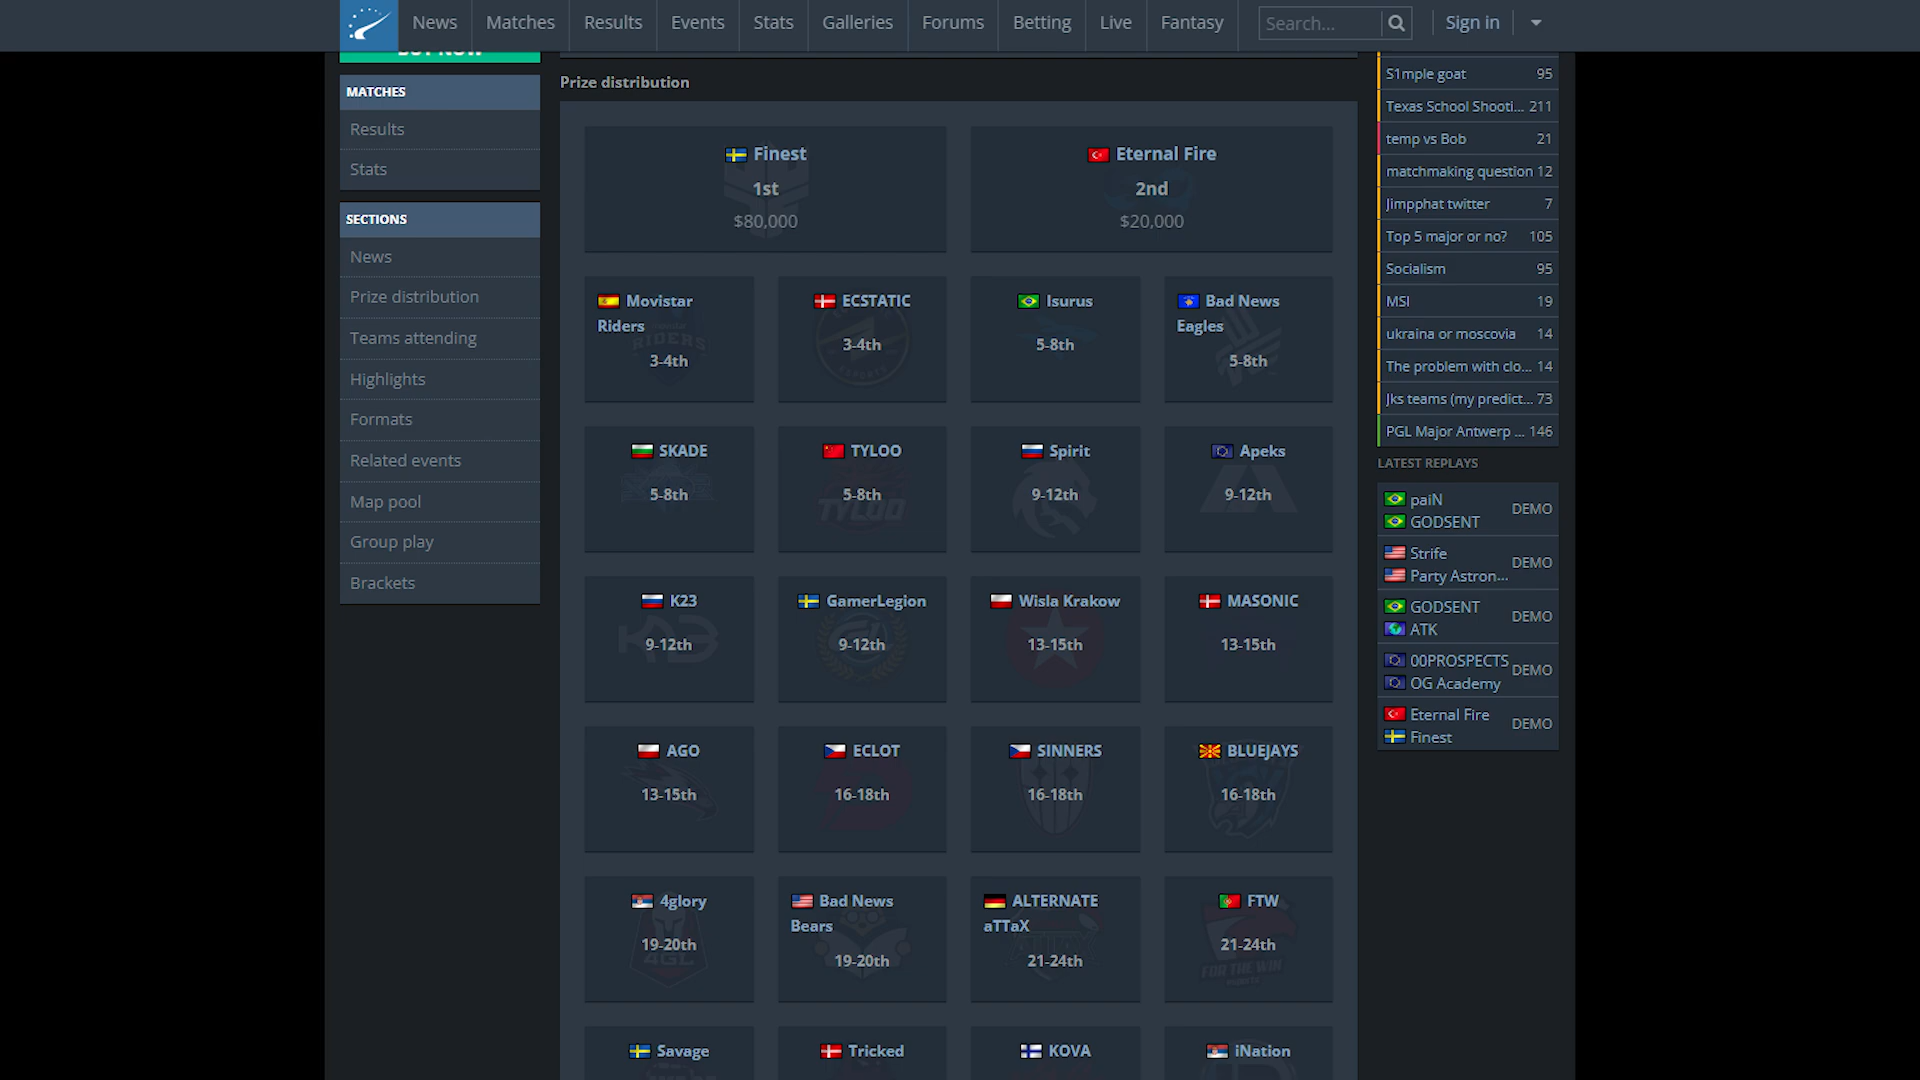 News Matches Results Events Stats Galleries Forums Betting Live Fantasy Search... Sign in
MATCHES
Results
Stats
SECTIONS
News
Prize distribution
Teams attending
Highlights
Formats
Related events
Map pool
Group play
Brackets
Prize distribution
Finest
1st
$80,000
Eternal Fire
2nd
$20,000
Movistar
Riders
3-4th
ECSTATIC
3-4th
Isurus
5-8th
Bad News
Eagles
5-8th
SKADE
5-8th
TYLOO
5-8th
Spirit
9-12th
Apeks
9-12th
K23
9-12th
GamerLegion
9-12th
Wisla Krakow
13-15th
MASONIC
13-15th
AGO
13-15th
ECLOT
16-18th
SINNERS
16-18th
BLUEJAYS
16-18th
4glory
19-20th
Bad News
Bears
19-20th
ALTERNATE
aTTaX
21-24th
FTW
21-24th
Savage
Tricked
KOVA
iNation
S1mple goat 95
Texas School Shooti... 211
temp vs Bob 21
matchmaking question 12
Jimpphat twitter 7
Top 5 major or no? 105
Socialism 95
MSI 19
ukraina or moscovia 14
The problem with clo... 14
Jks teams (my predict... 73
PGL Major Antwerp ... 146
LATEST REPLAYS
paiN
GODSENT
DEMO
Strife
Party Astron...
DEMO
GODSENT
ATK
DEMO
00PROSPECTS
OG Academy
DEMO
Eternal Fire
Finest
DEMO